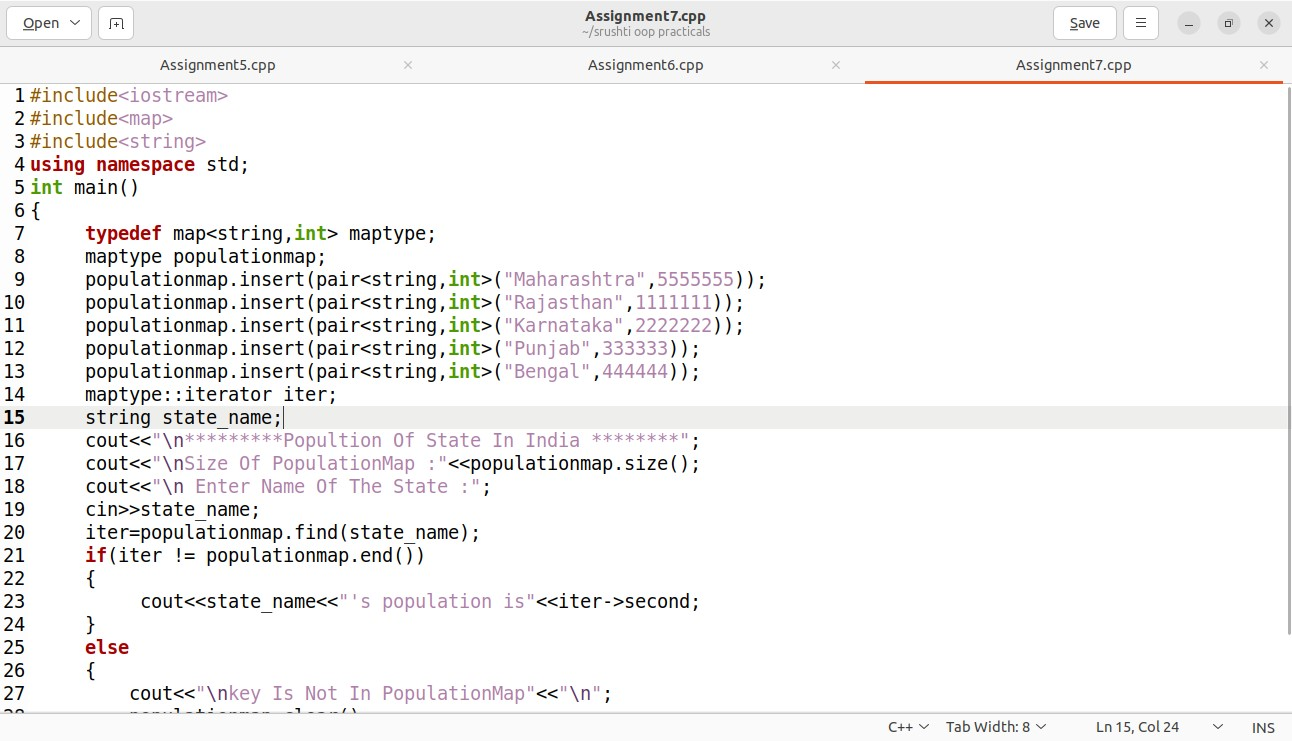 Open
Assignment7.cpp
~/srushti oop practicals
Save
Assignment5.cpp
Assignment6.cpp
Assignment7.cpp
1 #include<iostream>
2 #include<map>
3 #include<string>
4 using namespace std;
5 int main()
6 {
7 typedef map<string,int> maptype;
8 maptype populationmap;
9 populationmap.insert(pair<string,int>("Maharashtra",5555555));
10 populationmap.insert(pair<string,int>("Rajasthan",1111111));
11 populationmap.insert(pair<string,int>("Karnataka",2222222));
12 populationmap.insert(pair<string,int>("Punjab",333333));
13 populationmap.insert(pair<string,int>("Bengal",444444));
14 maptype::iterator iter;
15 string state_name;
16 cout<<"\n*********Popultion Of State In India ********";
17 cout<<"\nSize Of PopulationMap :"<<populationmap.size();
18 cout<<"\n Enter Name Of The State :";
19 cin>>state_name;
20 iter=populationmap.find(state_name);
21 if(iter != populationmap.end())
22 {
23 cout<<state_name<<"'s population is"<<iter->second;
24 }
25 else
26 {
27 cout<<"\nkey Is Not In PopulationMap"<<"\n";
28 populationmap.clear()
C++ Tab Width: 8 Ln 15, Col 24 INS